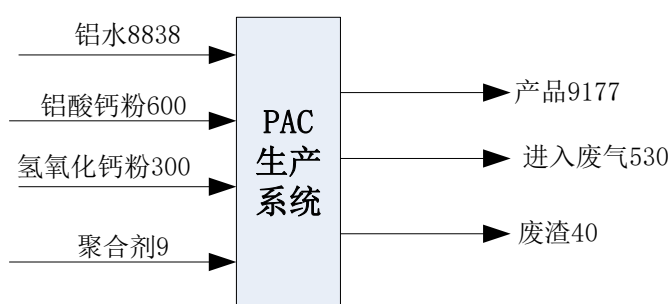 铝水8838
铝酸钙粉600
氢氧化钙粉300
聚合剂9
PAC
生产
系统
产品9177
进入废气530
废渣40